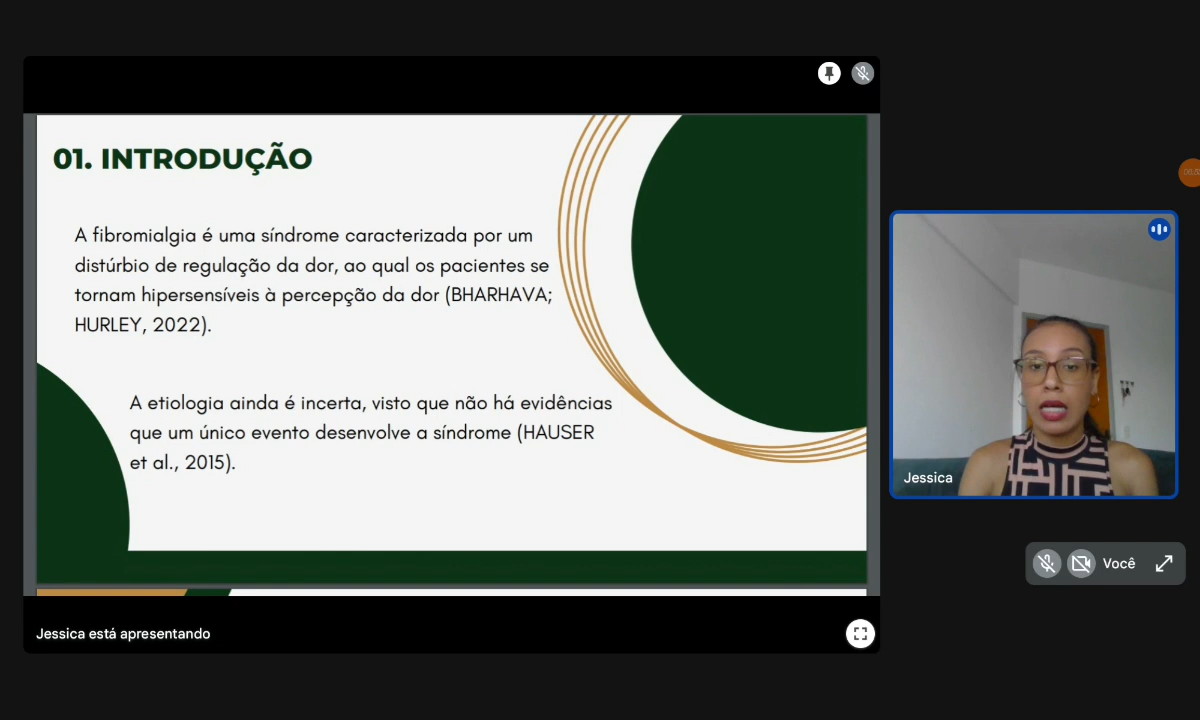 01. INTRODUÇÃO
A fibromialgia é uma síndrome caracterizada por um
distúrbio de regulação da dor, ao qual os pacientes se
tornam hipersensíveis à percepção da dor (BHARHAVA;
HURLEY, 2022).
A etiologia ainda é incerta, visto que não há evidências
que um único evento desenvolve a síndrome (HAUSER
et al., 2015).
Jessica está apresentando
Jessica
Você